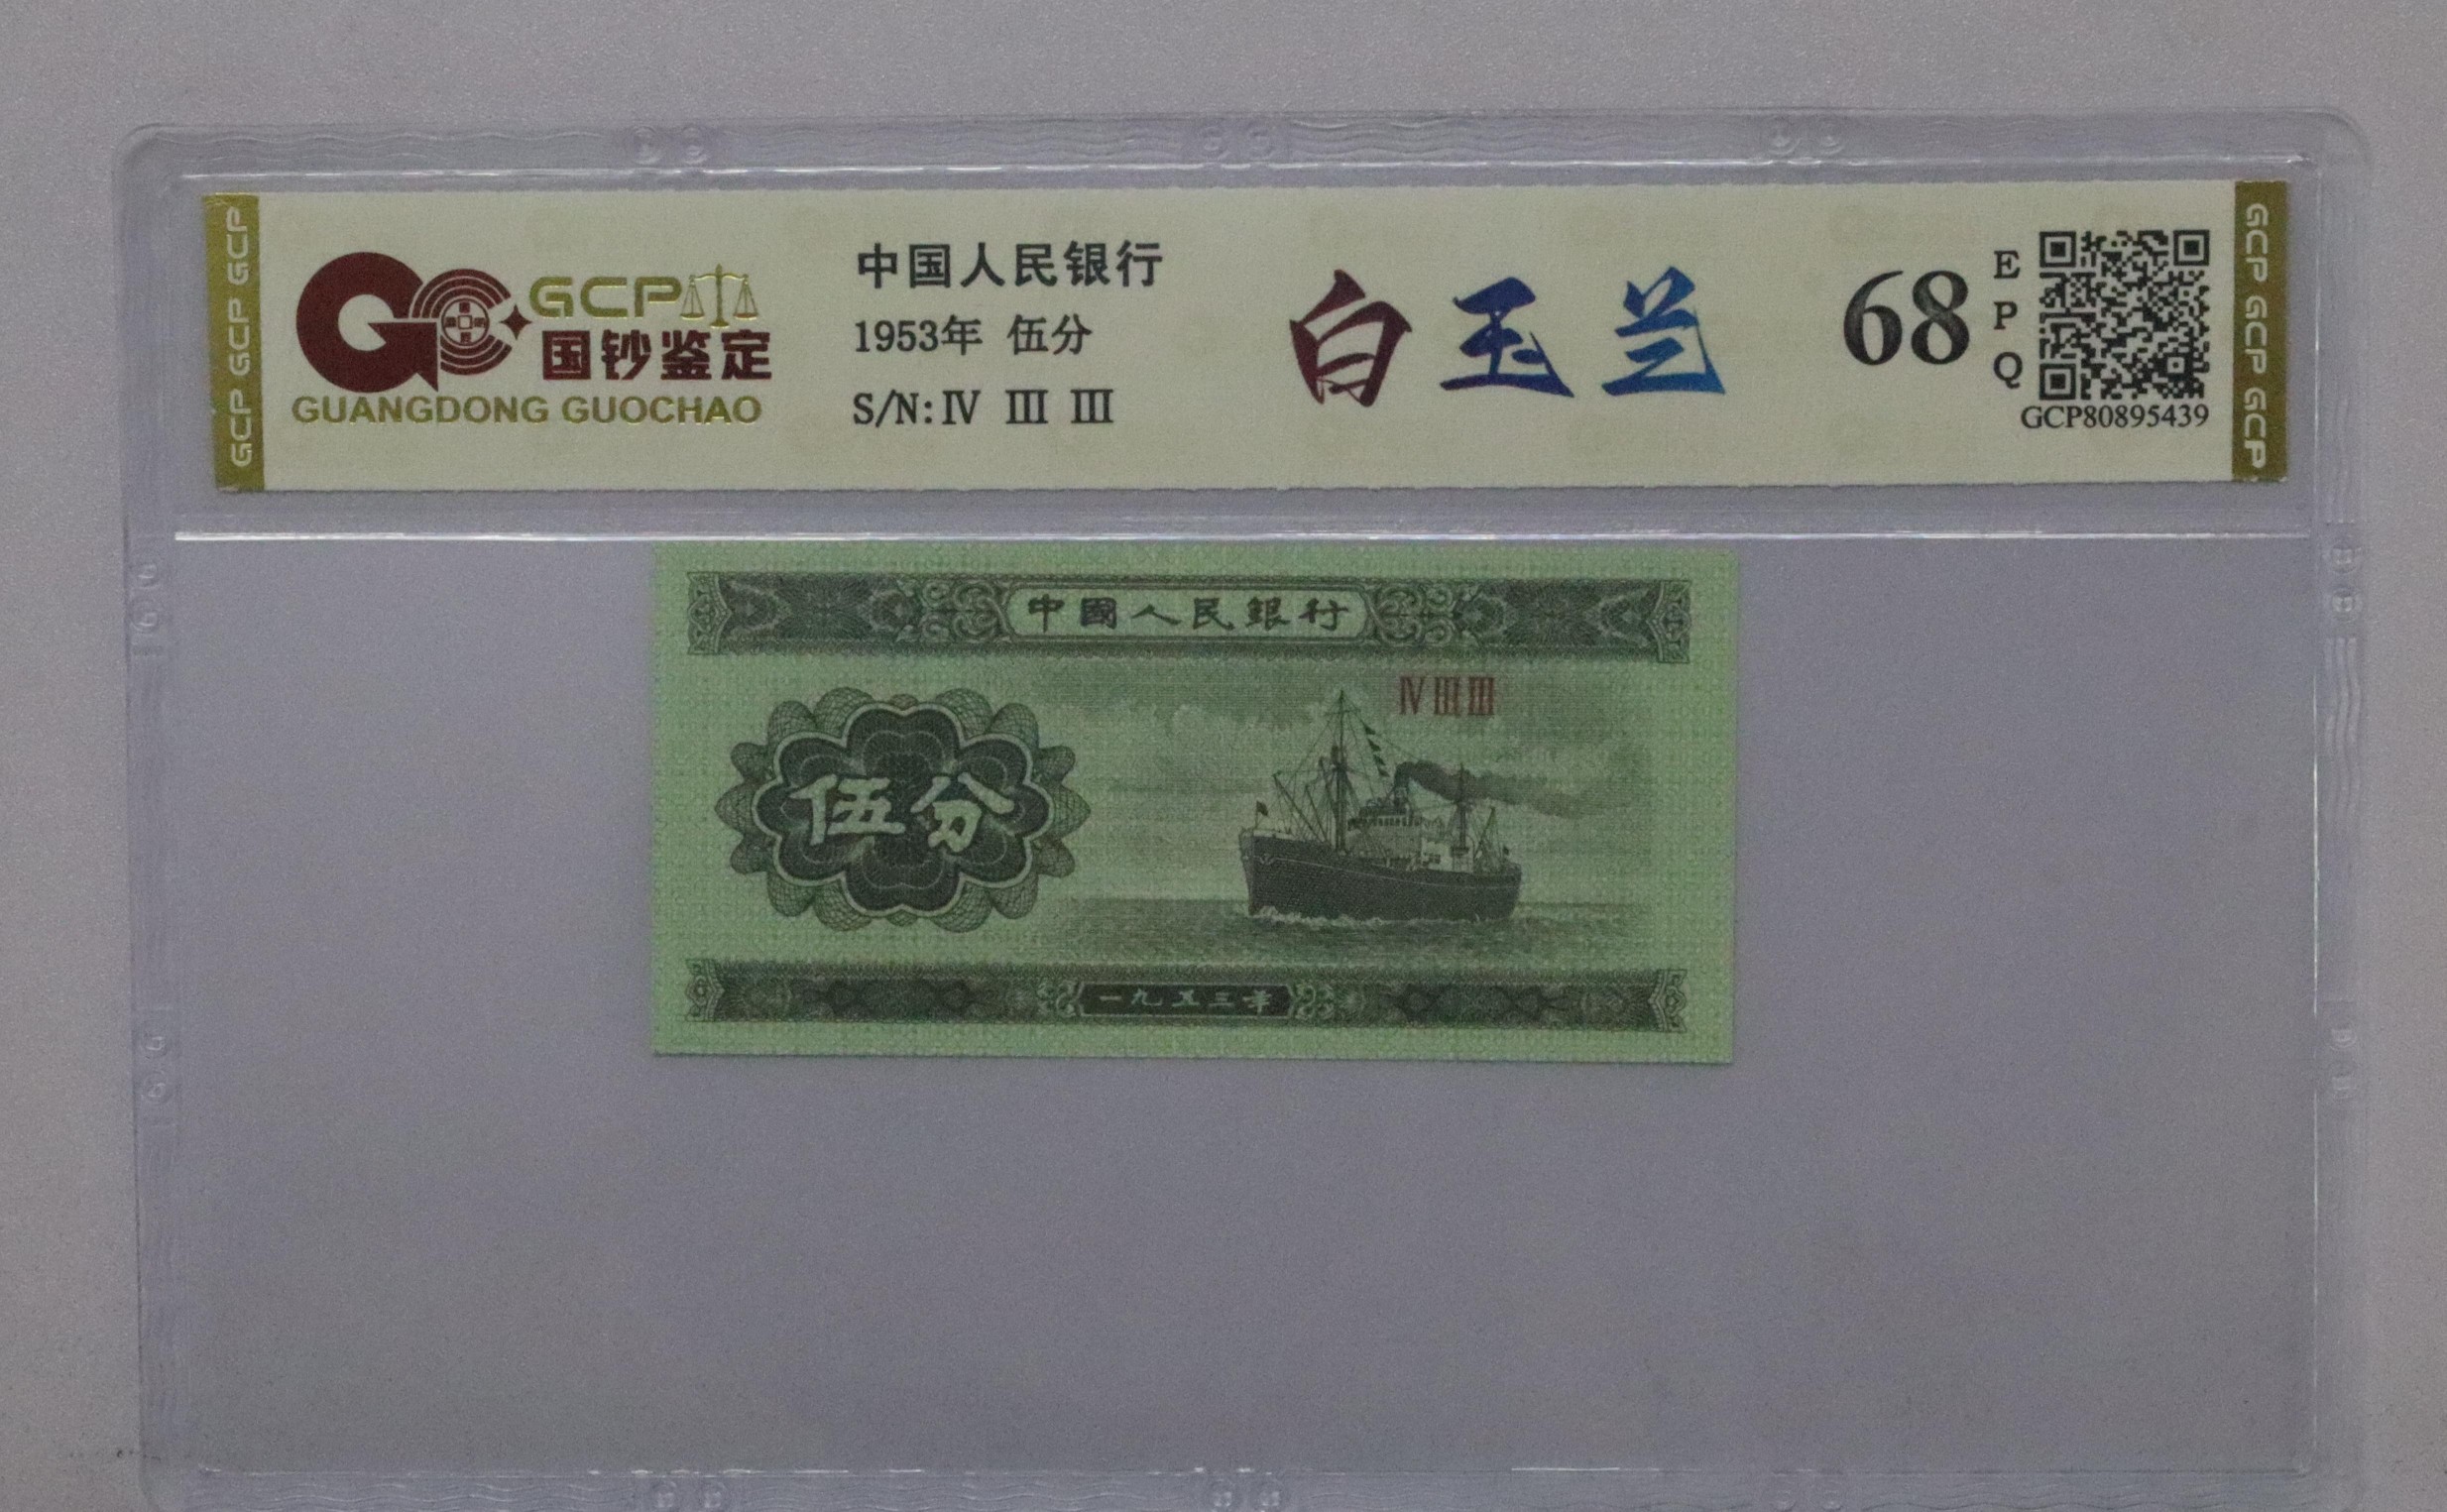 GCP GCP GCP
GCP
国钞鉴定
GUANGDONG GUOCHAO
中国人民银行
1953年 伍分
S/N: Ⅳ Ⅲ Ⅲ
白玉兰
68
EPQ
GCP80895439
GCP GCP GCP
中國人民銀行
Ⅳ Ⅲ Ⅲ
伍分
一九五三年